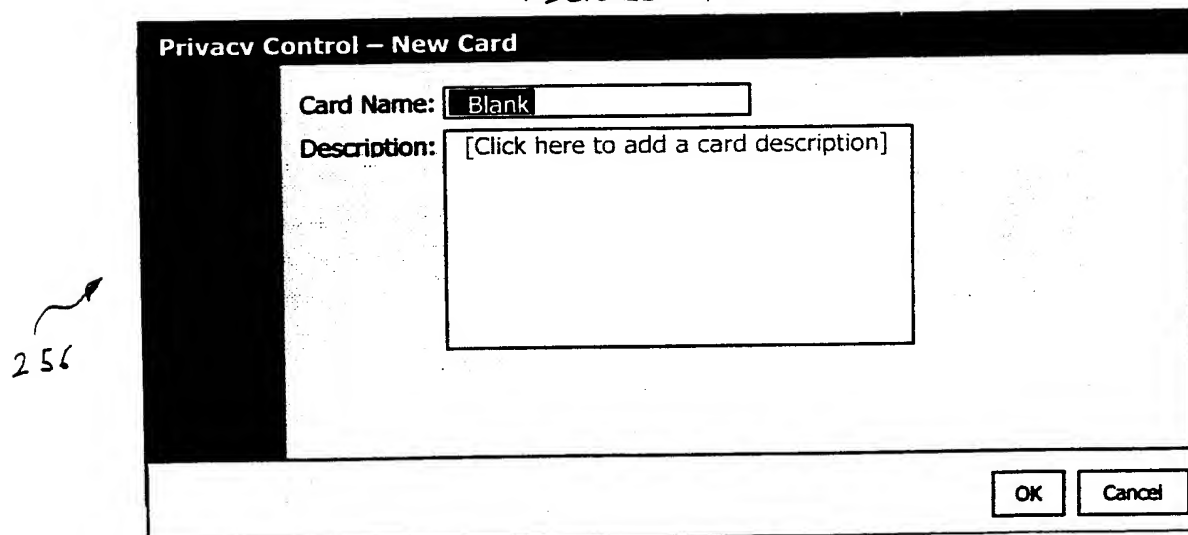 Privacy Control – New Card
Card Name: Blank
Description: [Click here to add a card description]
256
OK Cancel